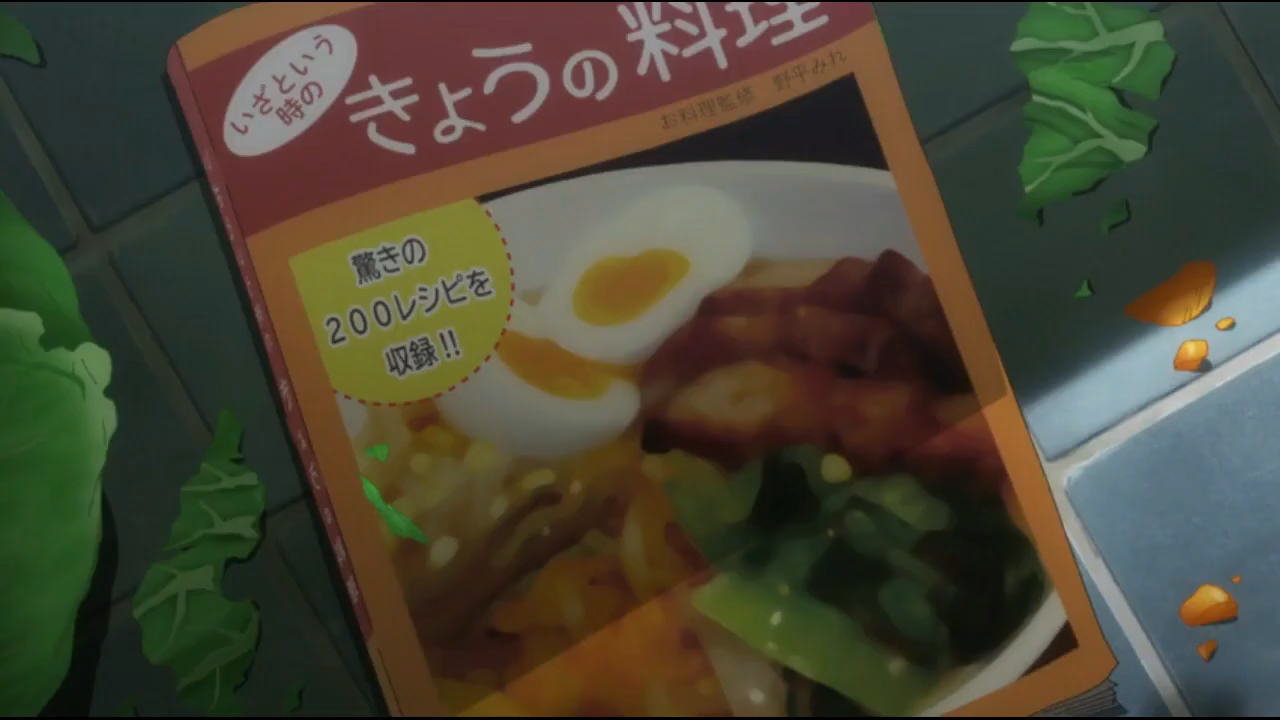 いざという
時の
きょうの料理
お料理監修 野平みれ
驚きの
200レシピを
収録!!